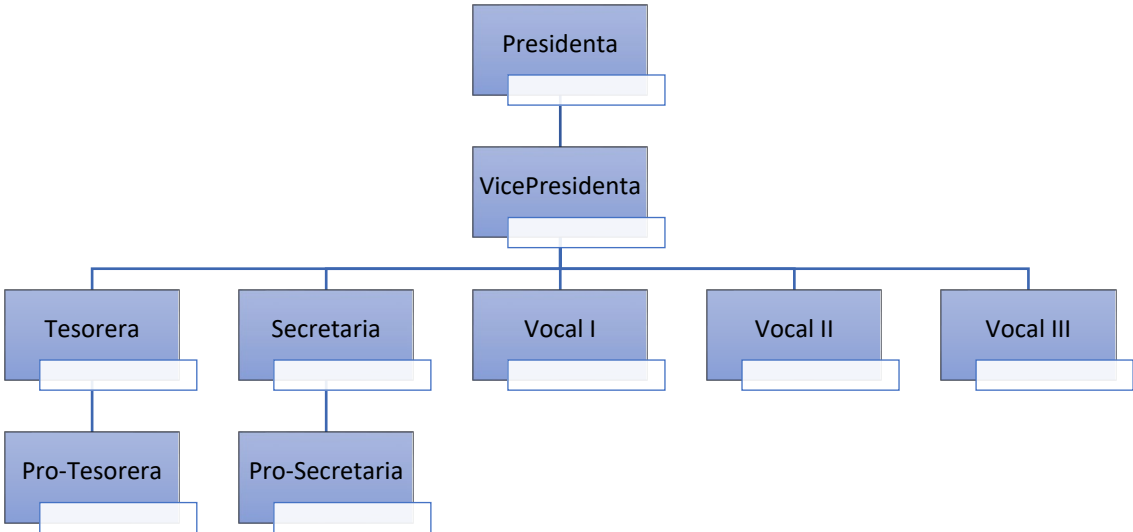 Presidenta
VicePresidenta
Tesorera
Secretaria
Vocal I
Vocal II
Vocal III
Pro-Tesorera
Pro-Secretaria